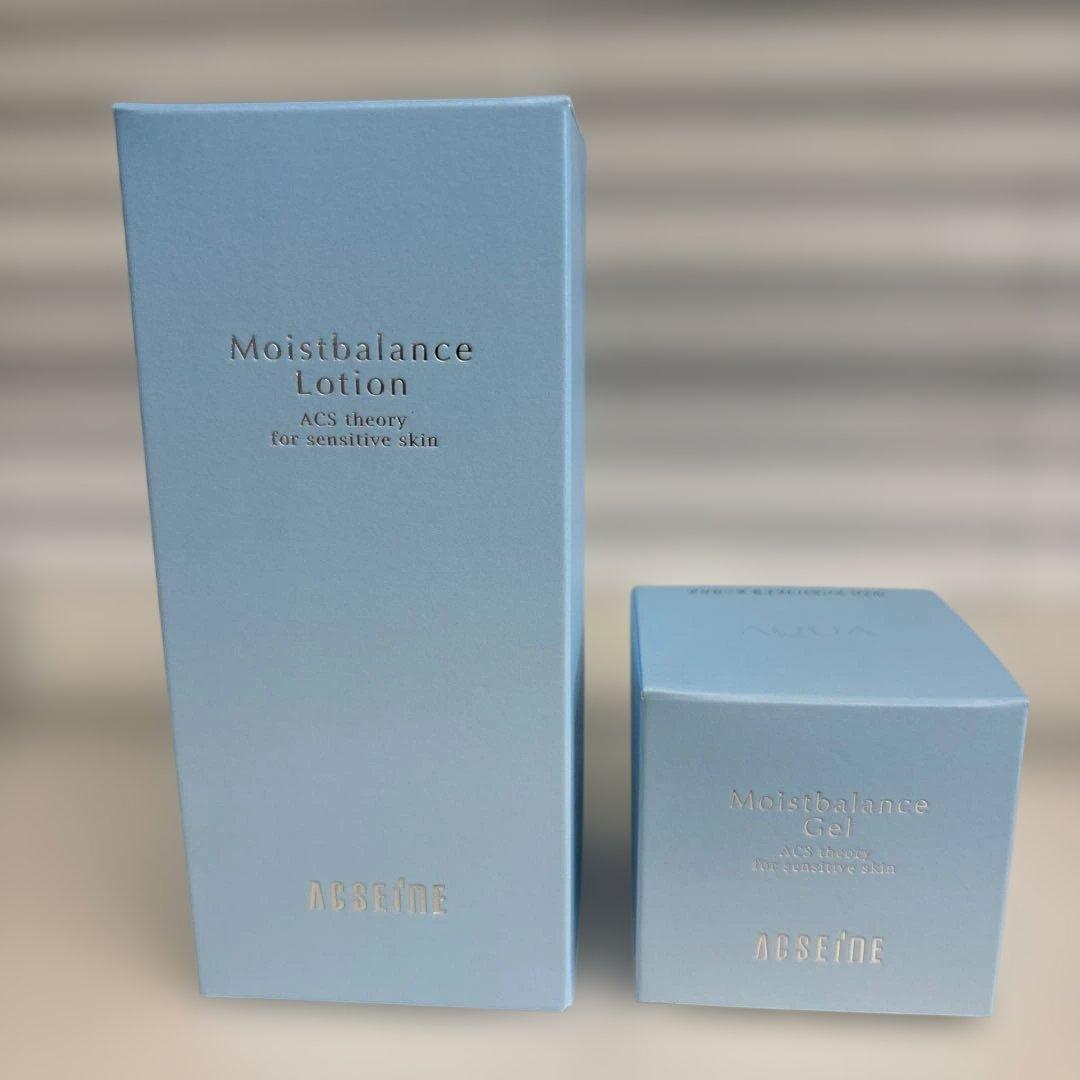 Moistbalance
Lotion
ACS theory
for sensitive skin
ACSEINE
AQUA
Moistbalance
Gel
ACS theory
for sensitive skin
ACSEINE